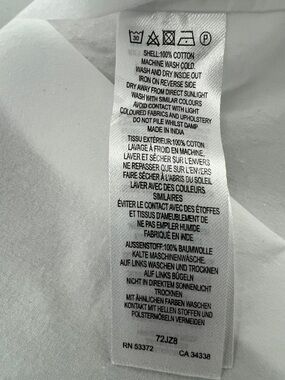 30 P
SHELL:100% COTTON
MACHINE WASH COLD
WASH AND DRY INSIDE OUT
IRON ON REVERSE SIDE
DRY AWAY FROM DIRECT SUNLIGHT
WASH WITH SIMILAR COLOURS
AVOID CONTACT WITH LIGHT
COLOURED FABRICS AND UPHOLSTERY
DO NOT PILE WHILST DAMP
MADE IN INDIA
TISSU EXTÉRIEUR:100% COTON
LAVAGE À FROID EN MACHINE,
LAVER ET SÉCHER SUR L'ENVERS
NE REPASSER QUE SUR L'ENVERS
FAIRE SÉCHER À L'ABRIS DU SOLEIL
LAVER AVEC DES COULEURS
SIMILAIRES
ÉVITER LE CONTACT AVEC DES ÉTOFFES
ET TISSUS D'AMEUBLEMENT DE
NE PAS EMPILER HUMIDE
FABRIQUÉ EN INDE
AUSSENSTOFF:100% BAUMWOLLE
KALTE MASCHINENWÄSCHE
AUF LINKS WASCHEN UND TROCKNEN
AUF LINKS BÜGELN
NICHT IN DIREKTEM SONNENLICHT
TROCKNEN
MIT ÄHNLICHEN FARBEN WASCHEN
KONTAKT MIT HELLEN STOFFEN UND
POLSTERMÖBELN VERMEIDEN
72JZ8
RN 53372 CA 34338